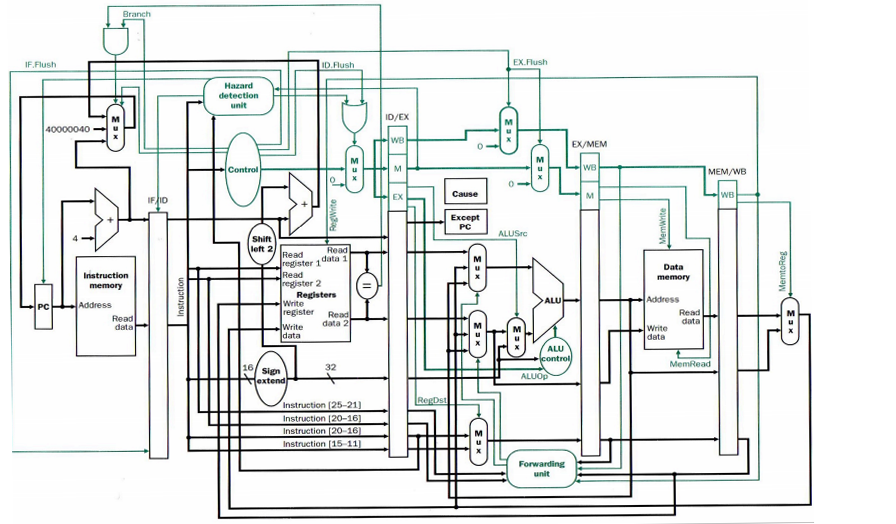 Branch
IF.Flush
ID.Flush
EX.Flush
Hazard
detection
unit
ID/EX
40000040
M
u
x
Control
M
u
x
0
WB
M
EX
M
u
x
0
M
u
x
0
EX/MEM
WB
M
MEM/WB
WB
Cause
Except
PC
IF/ID
+
4
+
Shift
left 2
RegWrite
ALUSrc
MemWrite
MemtoReg
Instruction
memory
Address
Read
data
PC
Instruction
Read
register 1
Read
register 2
Registers
Write
register
Write
data
Read
data 1
Read
data 2
=
M
u
x
M
u
x
M
u
x
ALU
ALU
control
ALUOp
Data
memory
Address
Read
data
Write
data
MemRead
M
u
x
16
Sign
extend
32
RegDst
Instruction [25–21]
Instruction [20–16]
Instruction [20–16]
Instruction [15–11]
M
u
x
Forwarding
unit